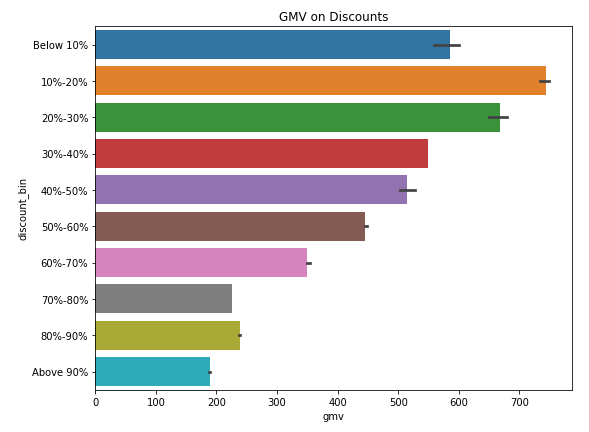 GMV on Discounts
Below 10%
10%-20%
20%-30%
30%-40%
40%-50%
50%-60%
60%-70%
70%-80%
80%-90%
Above 90%
discount_bin
0 100 200 300 400 500 600 700
gmv